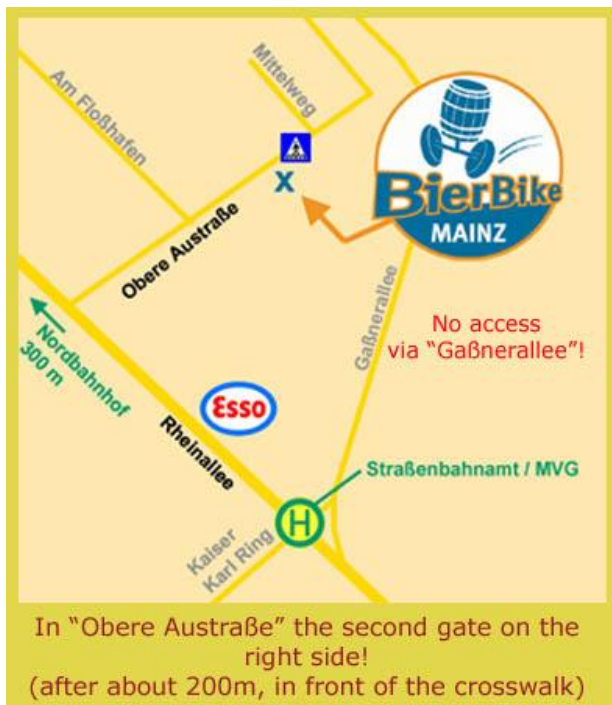 Mittelweg
Am Floßhafen
BierBike
MAINZ
X
Obere Austraße
Gaßnerallee
No access
via “Gaßnerallee”!
Nordbahnhof
300 m
Esso
Rheinallee
Straßenbahnamt / MVG
H
Kaiser
Karl Ring
In “Obere Austraße” the second gate on the
right side!
(after about 200m, in front of the crosswalk)